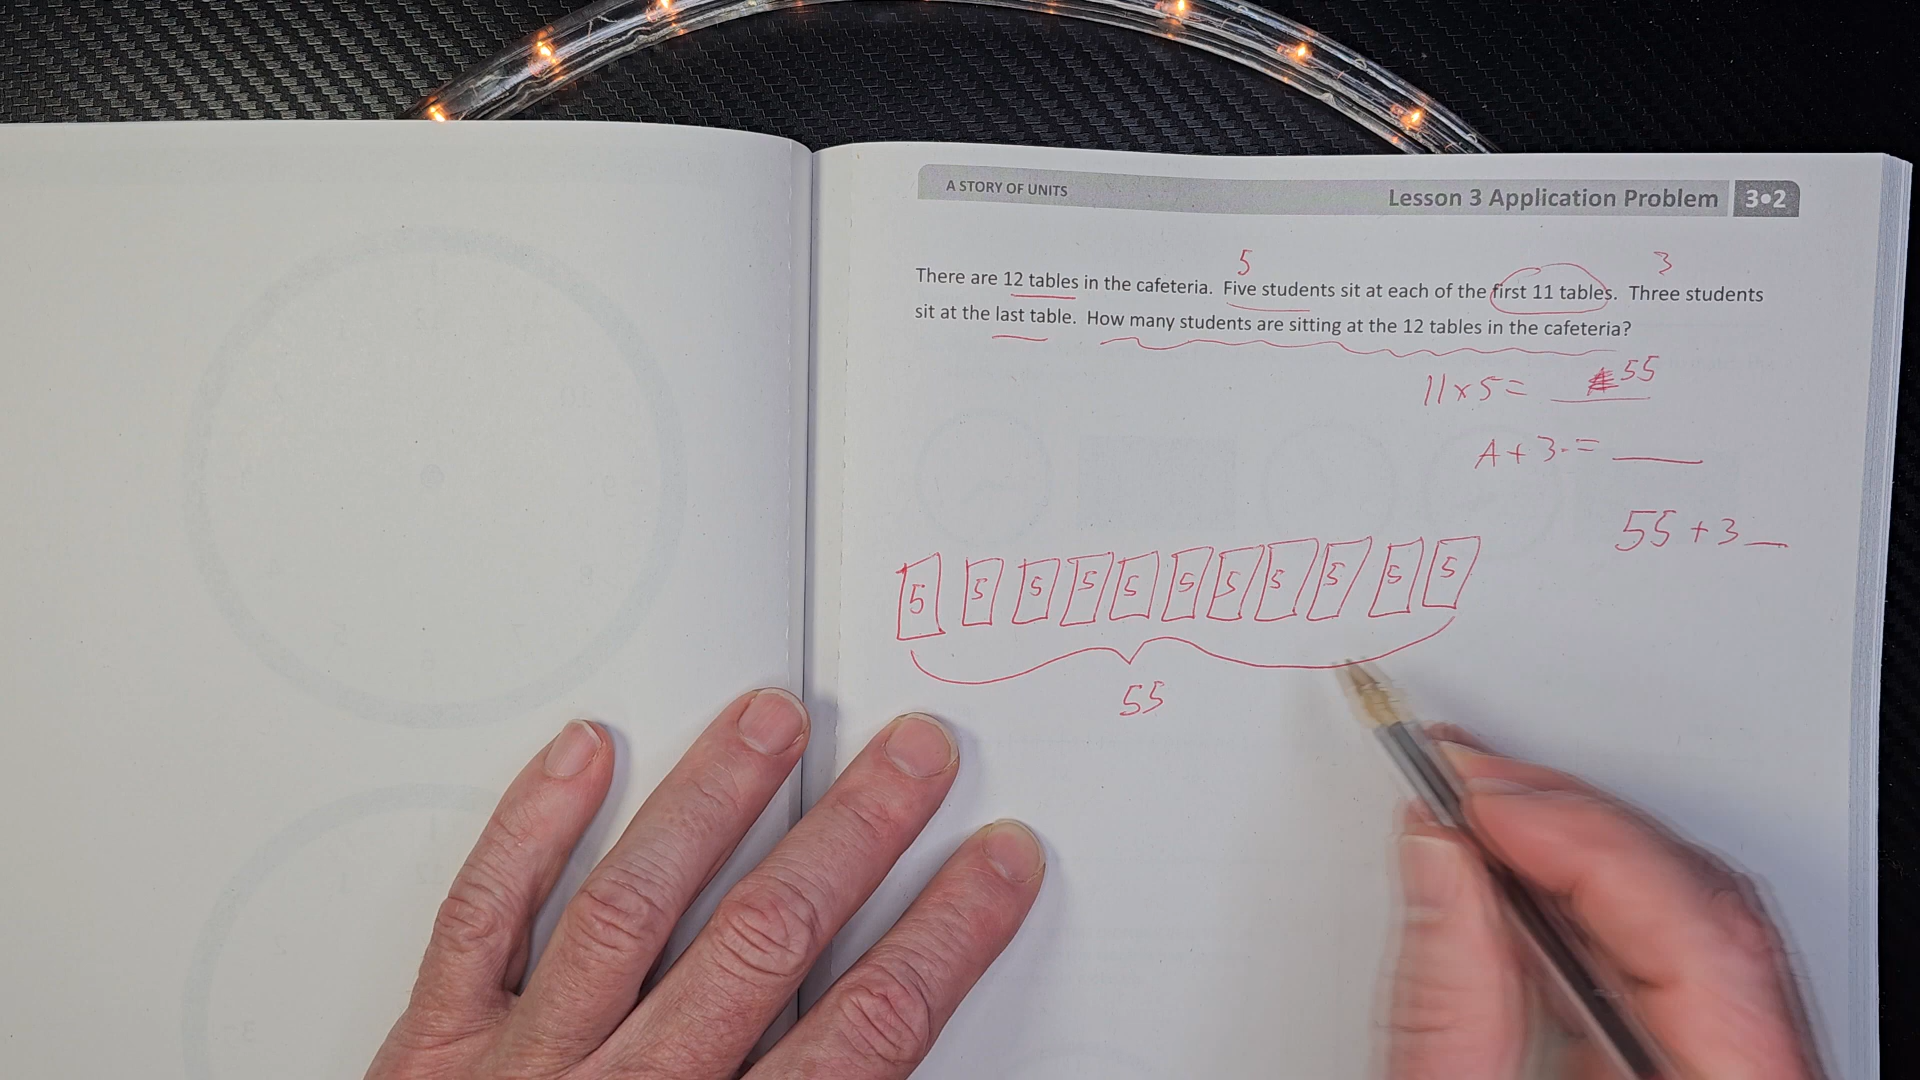 A STORY OF UNITS
Lesson 3 Application Problem 3•2
5 3
There are 12 tables in the cafeteria. Five students sit at each of the first 11 tables. Three students
sit at the last table. How many students are sitting at the 12 tables in the cafeteria?
11 x 5 = 55
A + 3 = ___
55 + 3 _
5 5 5 5 5 5 5 5 5 5 5
55